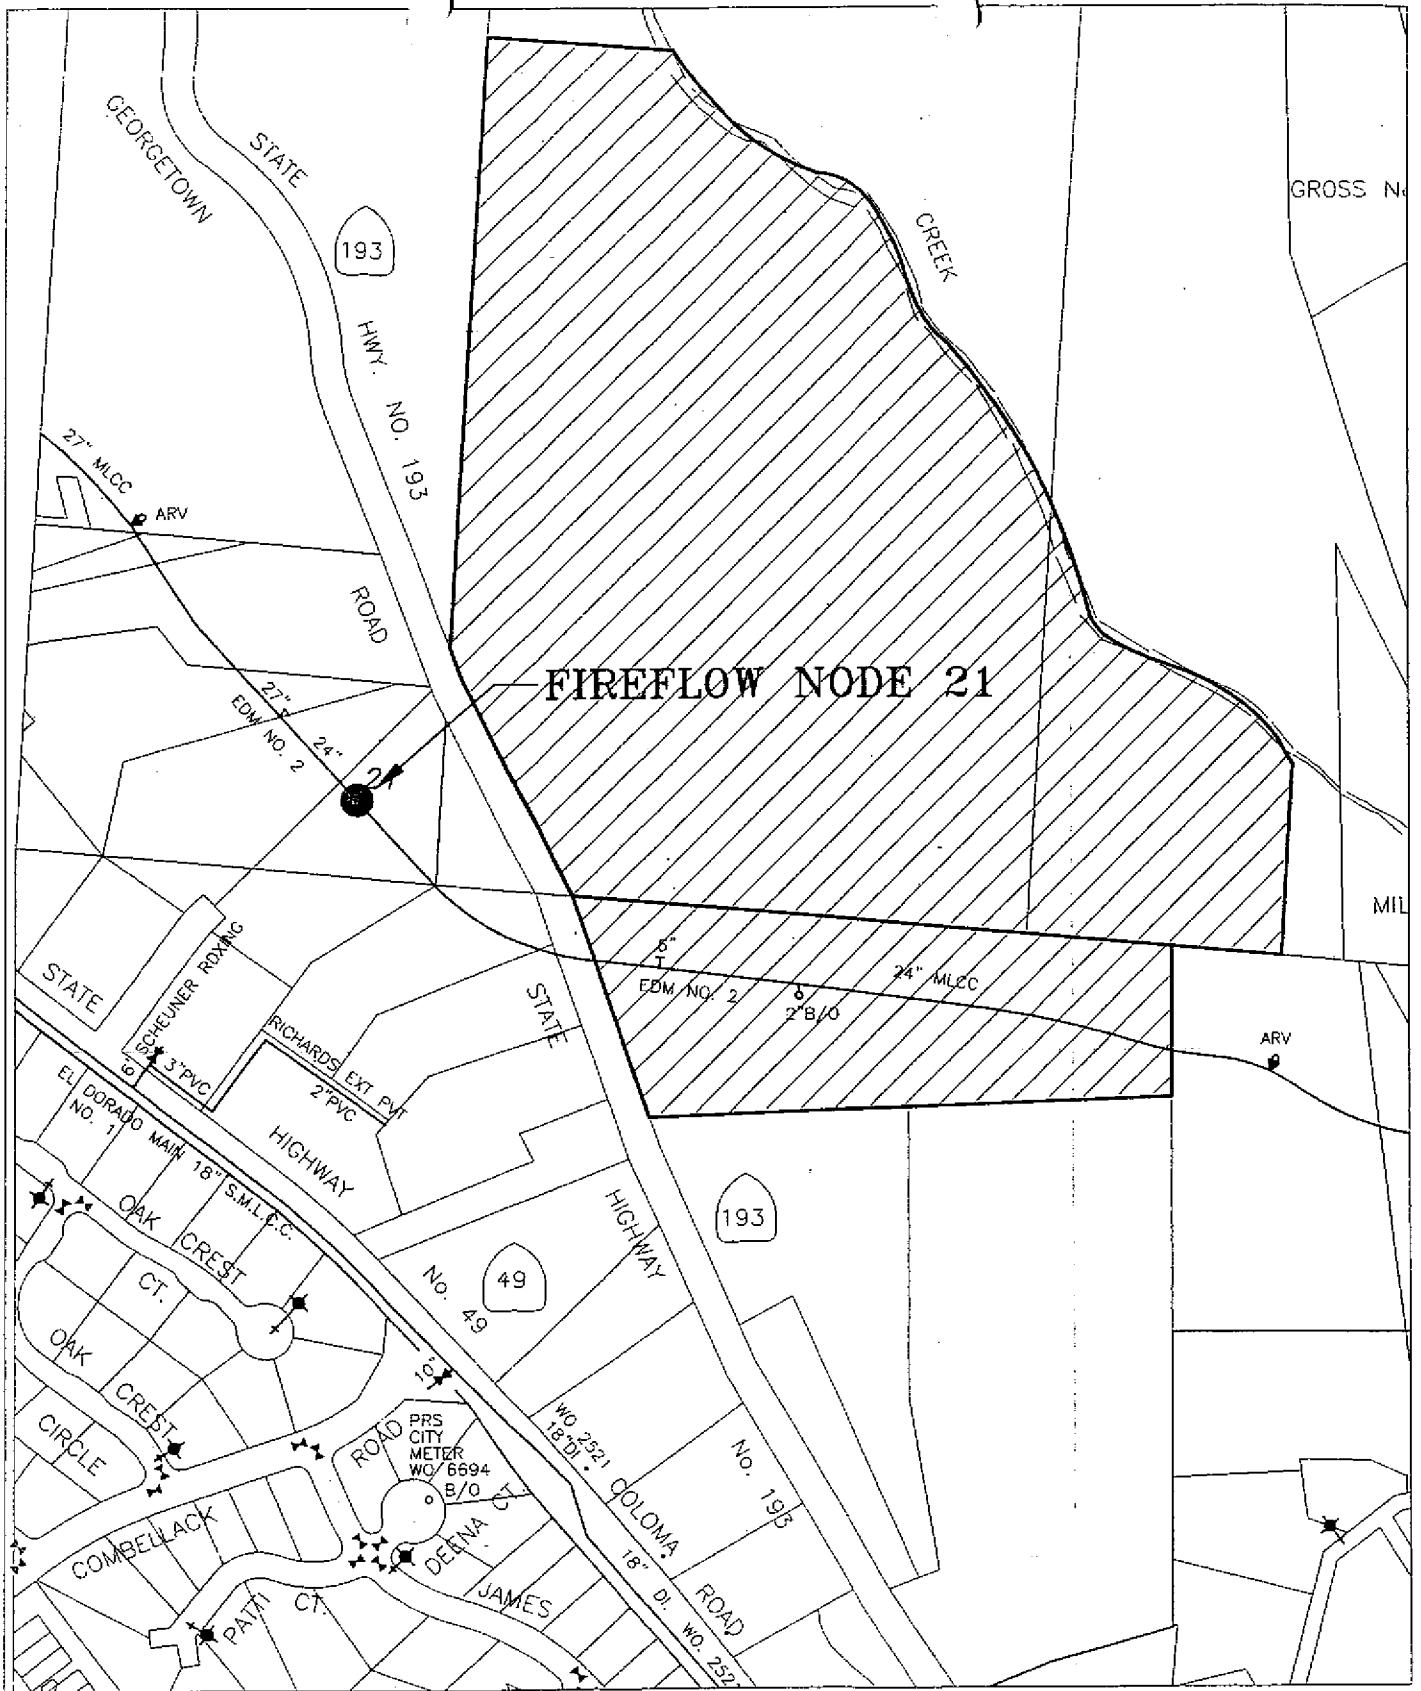 GEORGETOWN
STATE
193
CREEK
GROSS
HWY. NO. 193
27" MLCC
ARV
ROAD
FIREFLOW NODE 21
27"
24"
EDM NO. 2
21
MIL
SCHEUNER RDXING
6"
24" MLCC
STATE
EDM NO. 2
STATE
2"B/O
ARV
RICHARDS EXT PVT
6"
3"PVC
2"PVC
EL DORADO MAIN 18" S.M.L.C.C.
NO. 1
HIGHWAY
HIGHWAY
193
OAK CREST
CT.
No. 49
49
OAK CREST
CIRCLE
10"
ROAD
PRS
CITY
METER
WO 6694
B/O
WO 2521
18"DI
COLOMA
ROAD
No. 193
COMBELLACK
DEENA CT
18" DI. WO. 2521
PATTI CT.
JAMES